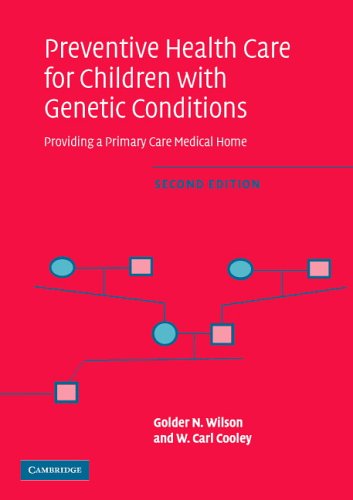 Preventive Health Care
for Children with
Genetic Conditions
Providing a Primary Care Medical Home
SECOND EDITION
Golder N. Wilson
and W. Carl Cooley
CAMBRIDGE